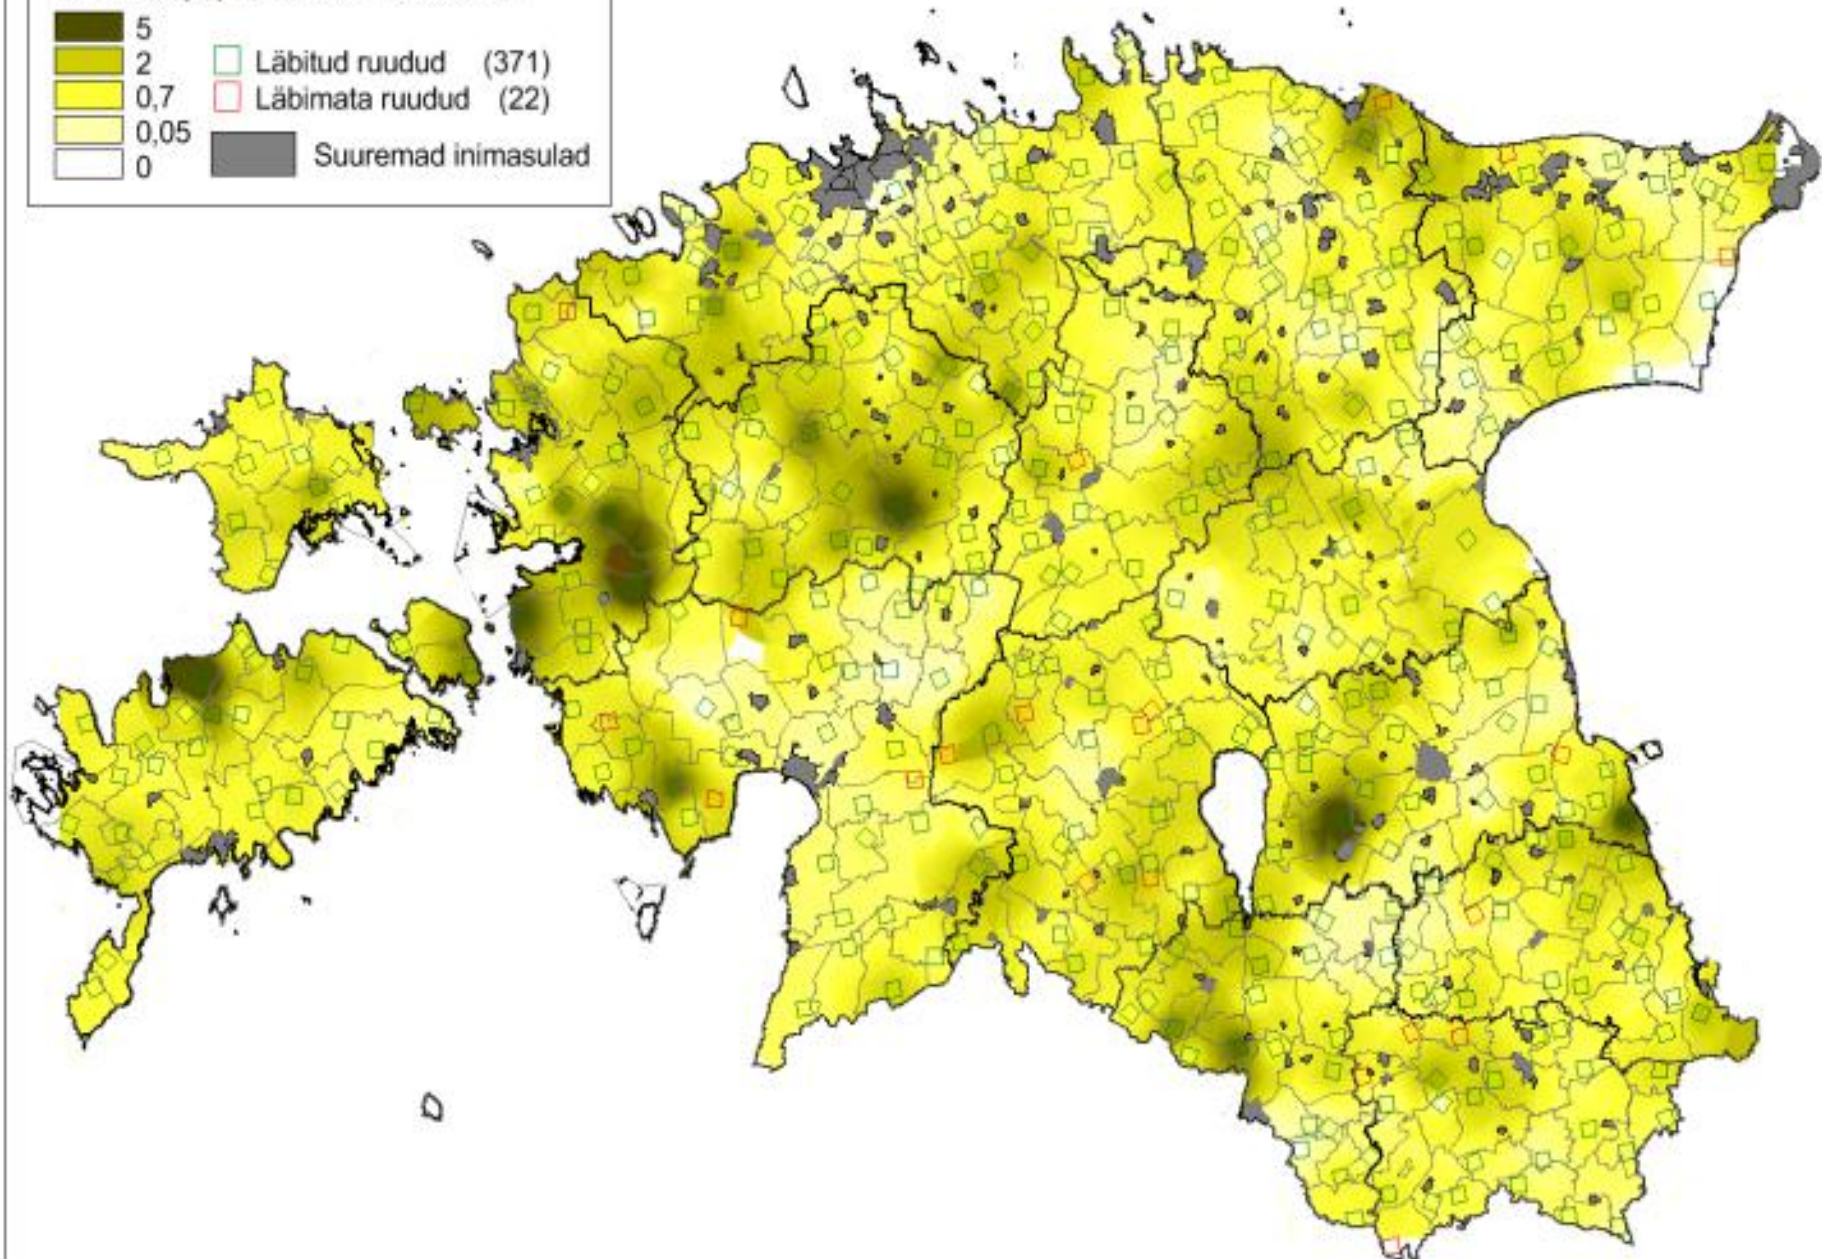 5
2
0,7
0,05
0
Läbitud ruudud (371)
Läbimata ruudud (22)
Suuremad inimasulad